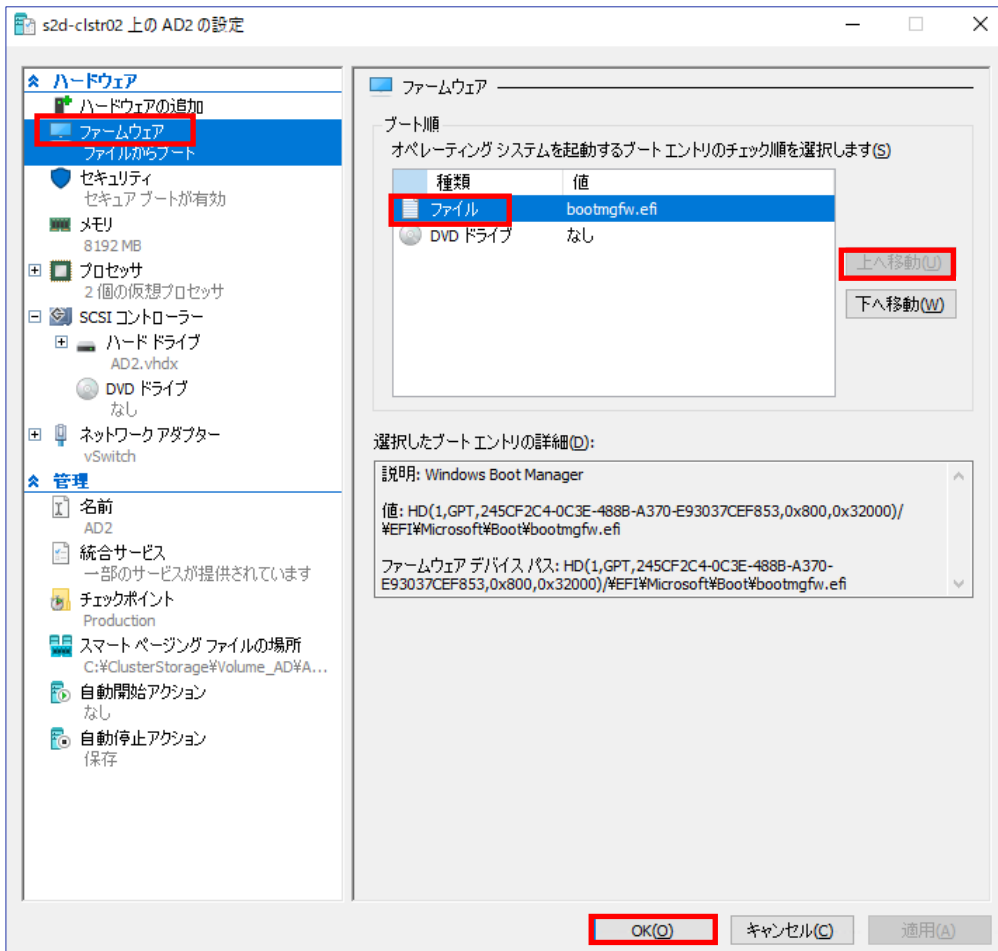 s2d-clstr02 上の AD2 の設定
ハードウェア
ハードウェアの追加
ファームウェア
ファイルからブート
セキュリティ
セキュア ブートが有効
メモリ
8192 MB
プロセッサ
2 個の仮想プロセッサ
SCSI コントローラー
ハード ドライブ
AD2.vhdx
DVD ドライブ
なし
ネットワーク アダプター
vSwitch
管理
名前
AD2
統合サービス
一部のサービスが提供されています
チェックポイント
Production
スマート ページング ファイルの場所
C:¥ClusterStorage¥Volume_AD¥A...
自動開始アクション
なし
自動停止アクション
保存
ファームウェア
ブート順
オペレーティング システムを起動するブート エントリのチェック順を選択します(S)
種類 値
ファイル bootmgfw.efi
DVD ドライブ なし
上へ移動(U)
下へ移動(W)
選択したブート エントリの詳細(D):
説明: Windows Boot Manager
値: HD(1,GPT,245CF2C4-0C3E-488B-A370-E93037CEF853,0x800,0x32000)/
¥EFI¥Microsoft¥Boot¥bootmgfw.efi
ファームウェア デバイス パス: HD(1,GPT,245CF2C4-0C3E-488B-A370-
E93037CEF853,0x800,0x32000)/¥EFI¥Microsoft¥Boot¥bootmgfw.efi
OK(O)
キャンセル(C)
適用(A)